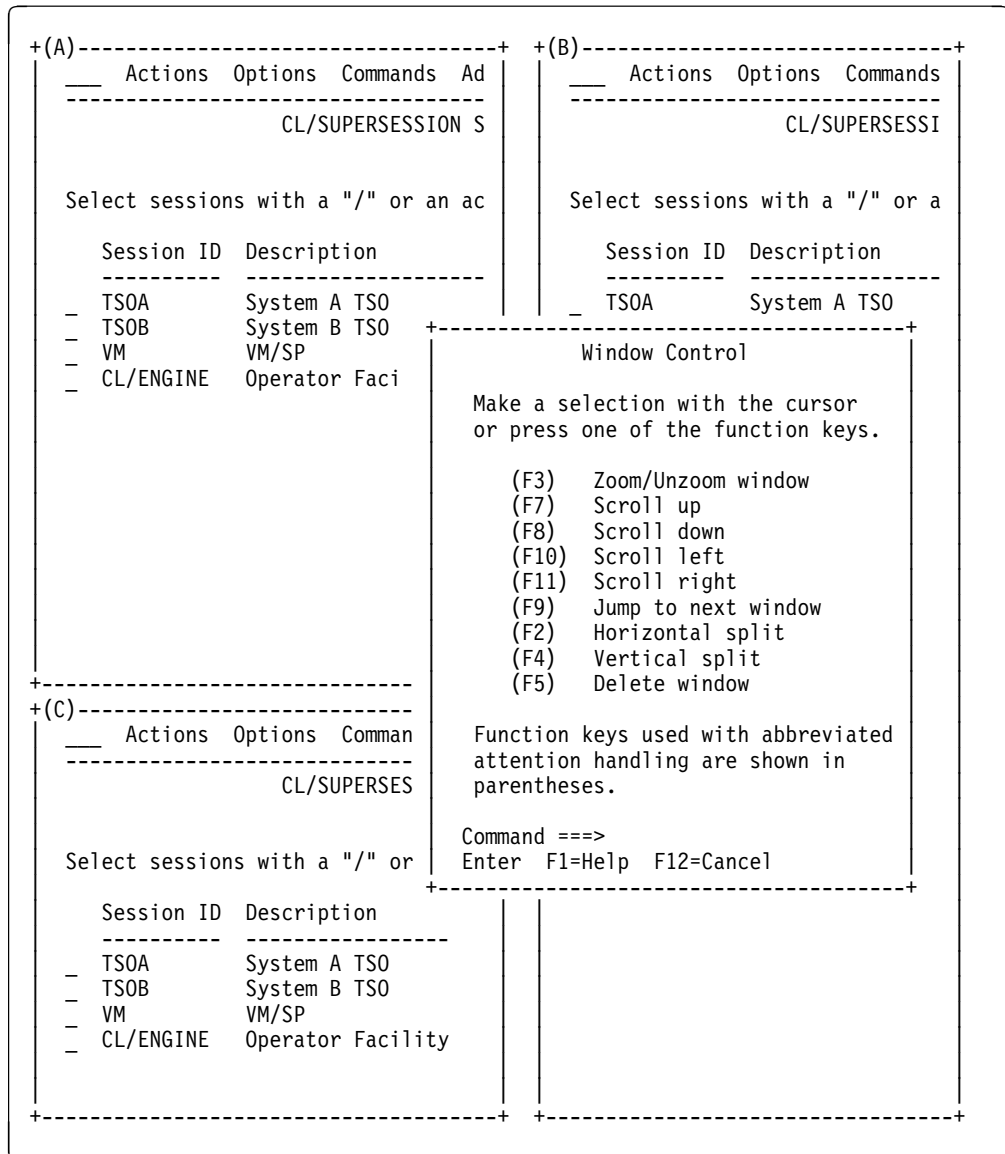 +(A)-----------------------------------+
___ Actions Options Commands Ad
-----------------------------------
CL/SUPERSESSION S
Select sessions with a "/" or an ac
Session ID Description
---------- --------------------
_ TSOA System A TSO
_ TSOB System B TSO
_ VM VM/SP
_ CL/ENGINE Operator Faci
+(B)-------------------------------+
___ Actions Options Commands
-------------------------------
CL/SUPERSESSI
Select sessions with a "/" or a
Session ID Description
---------- ----------------
_ TSOA System A TSO
+---------------------------------------+
Window Control
Make a selection with the cursor
or press one of the function keys.
(F3) Zoom/Unzoom window
(F7) Scroll up
(F8) Scroll down
(F10) Scroll left
(F11) Scroll right
(F9) Jump to next window
(F2) Horizontal split
(F4) Vertical split
(F5) Delete window
Function keys used with abbreviated
attention handling are shown in
parentheses.
Command ===>
Enter F1=Help F12=Cancel
+---------------------------------------+
+-------------------------------
+(C)----------------------------
___ Actions Options Comman
-----------------------------
CL/SUPERSES
Select sessions with a "/" or
Session ID Description
---------- -----------------
_ TSOA System A TSO
_ TSOB System B TSO
_ VM VM/SP
_ CL/ENGINE Operator Facility
+--------------------------------------+ +----------------------------------+